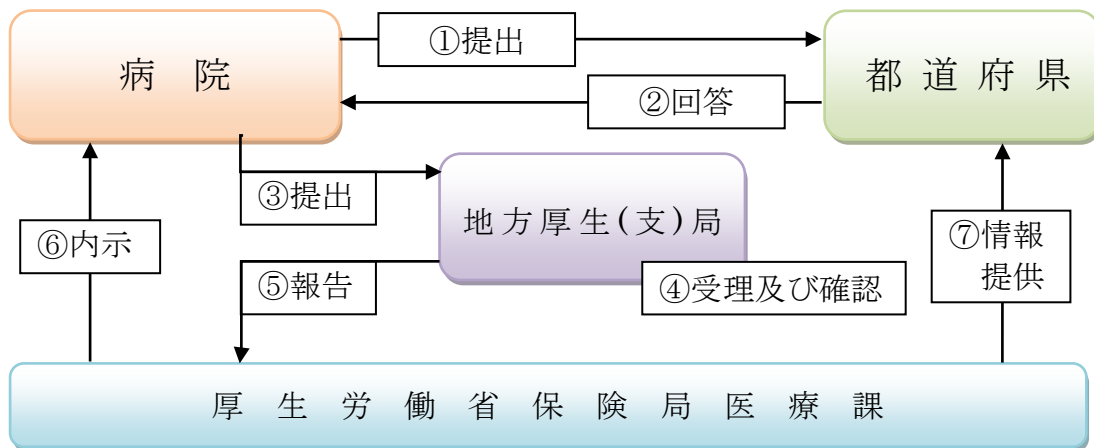 ①提出
病院
都道府県
②回答
③提出
地方厚生(支)局
⑥内示
⑦情報
提供
⑤報告
④受理及び確認
厚生労働省保険局医療課